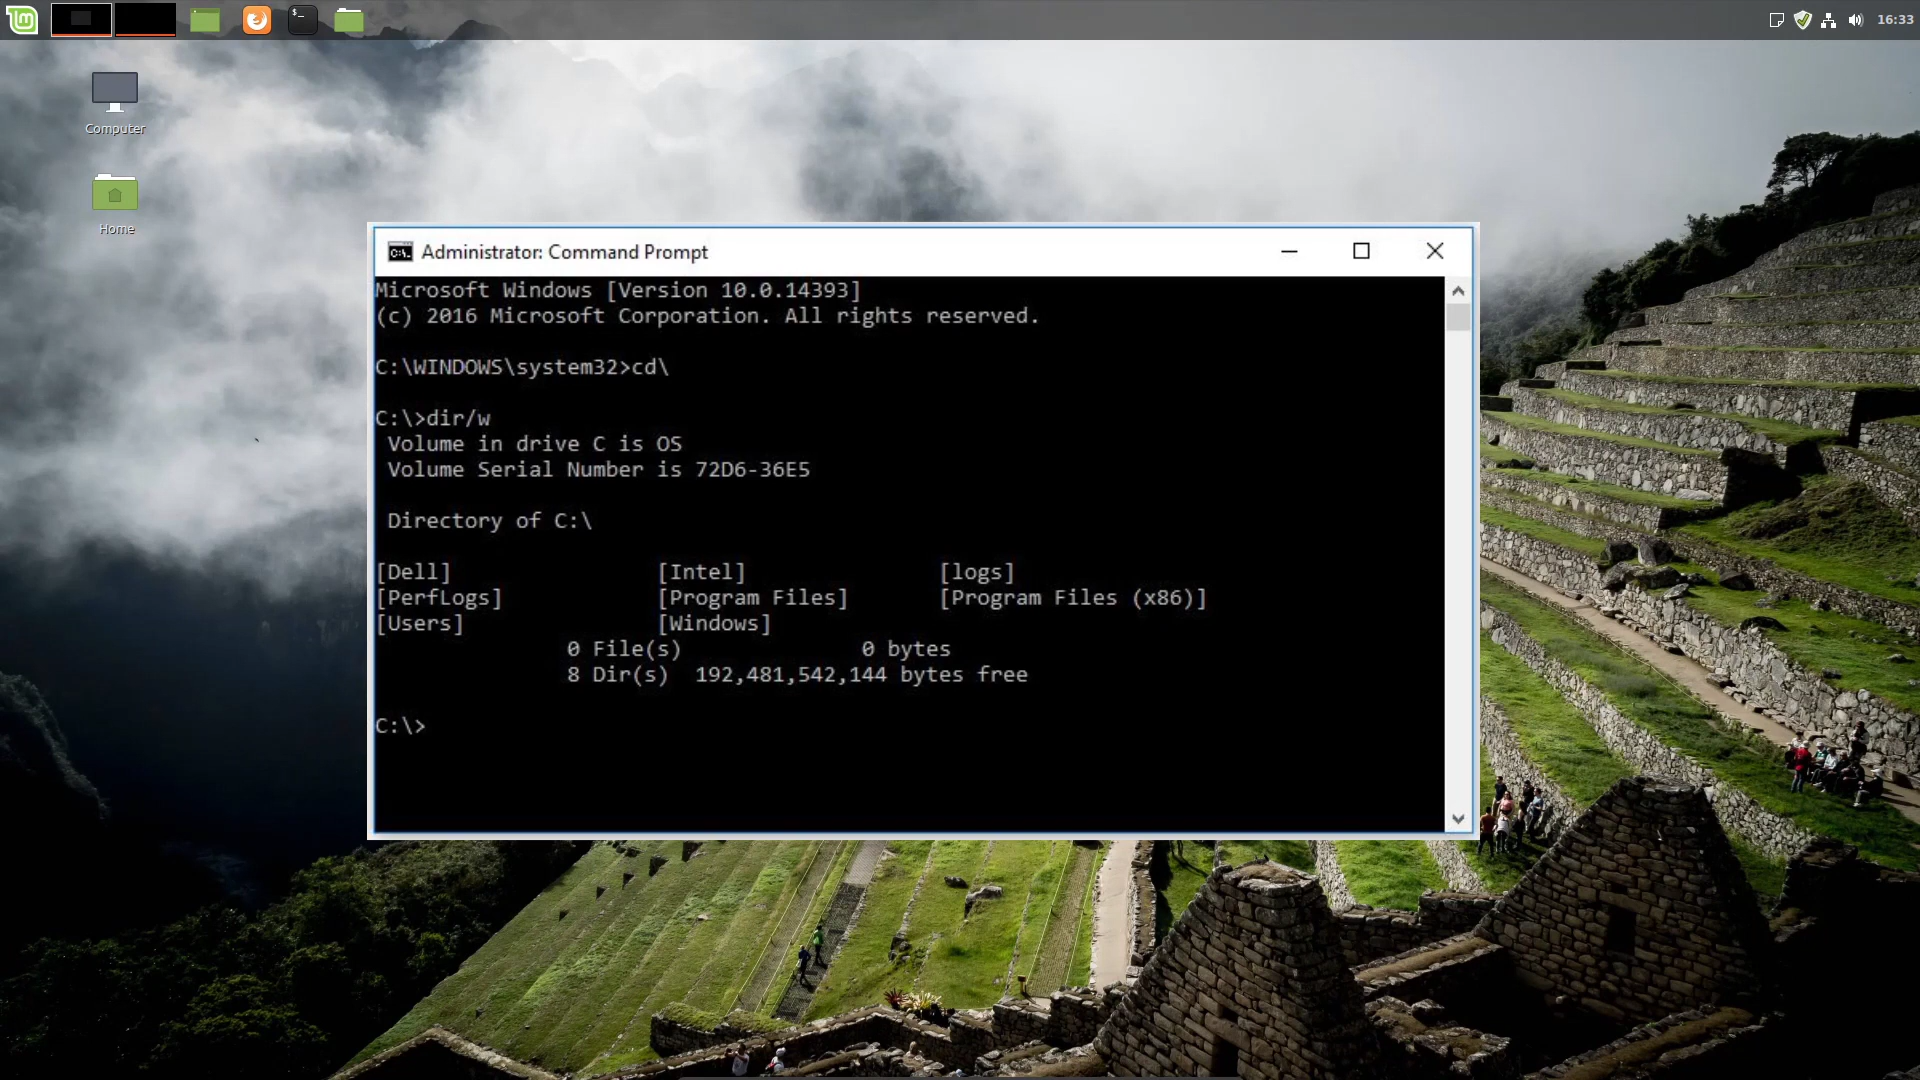 16:33
Computer
Home
Administrator: Command Prompt
Microsoft Windows [Version 10.0.14393]
(c) 2016 Microsoft Corporation. All rights reserved.
C:\WINDOWS\system32>cd\
C:\>dir/w
Volume in drive C is OS
Volume Serial Number is 72D6-36E5
Directory of C:\
[Dell] [Intel] [logs]
[PerfLogs] [Program Files] [Program Files (x86)]
[Users] [Windows]
0 File(s) 0 bytes
8 Dir(s) 192,481,542,144 bytes free
C:\>